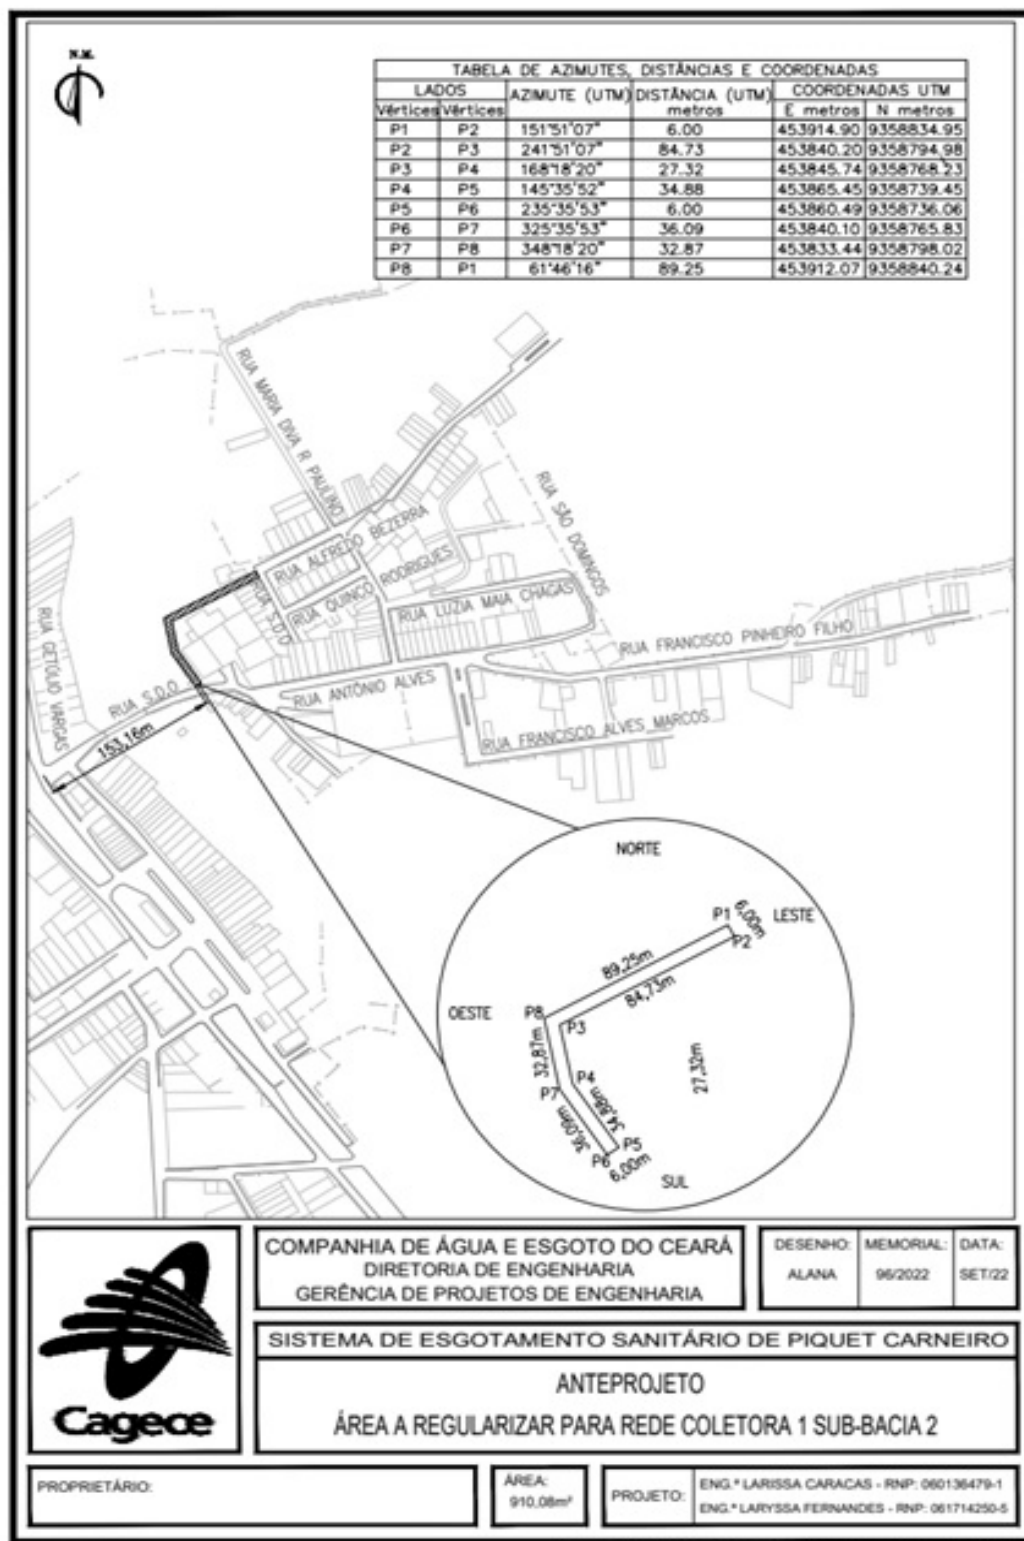 N.M.
TABELA DE AZIMUTES, DISTÂNCIAS E COORDENADAS
LADOS AZIMUTE (UTM) DISTÂNCIA (UTM) metros COORDENADAS UTM
Vértices Vértices E metros N metros
P1 P2 151°51'07" 6.00 453914.90 9358834.95
P2 P3 241°51'07" 84.73 453840.20 9358794.98
P3 P4 168°18'20" 27.32 453845.74 9358768.23
P4 P5 145°35'52" 34.88 453865.45 9358739.45
P5 P6 235°35'53" 6.00 453860.49 9358736.06
P6 P7 325°35'53" 36.09 453840.10 9358765.83
P7 P8 348°18'20" 32.87 453833.44 9358798.02
P8 P1 61°46'16" 89.25 453912.07 9358840.24
RUA MARIA DIVA R PAULINO
RUA ALFREDO BEZERRA
RUA SÃO DOMINGOS
RUA QUINCO RODRIGUES
RUA S.D.O
RUA LUZIA MAIA CHAGAS
RUA FRANCISCO PINHEIRO FILHO
RUA GETÚLIO VARGAS
RUA S.D.O
RUA ANTÔNIO ALVES
RUA FRANCISCO ALVES MARCOS
153,16m
NORTE
P1 6,00m LESTE
P2
89,25m
84,73m
OESTE P8
P3
32,87m
27,32m
P4
P7
34,88m
36,09m
P5
P6
6,00m
SUL
COMPANHIA DE ÁGUA E ESGOTO DO CEARÁ
DIRETORIA DE ENGENHARIA
GERÊNCIA DE PROJETOS DE ENGENHARIA
DESENHO: MEMORIAL: DATA:
ALANA 96/2022 SET/22
Cagece
SISTEMA DE ESGOTAMENTO SANITÁRIO DE PIQUET CARNEIRO
ANTEPROJETO
ÁREA A REGULARIZAR PARA REDE COLETORA 1 SUB-BACIA 2
PROPRIETÁRIO:
ÁREA:
910,08m²
PROJETO:
ENG.ª LARISSA CARACAS - RNP: 060136479-1
ENG.ª LARYSSA FERNANDES - RNP: 061714250-5